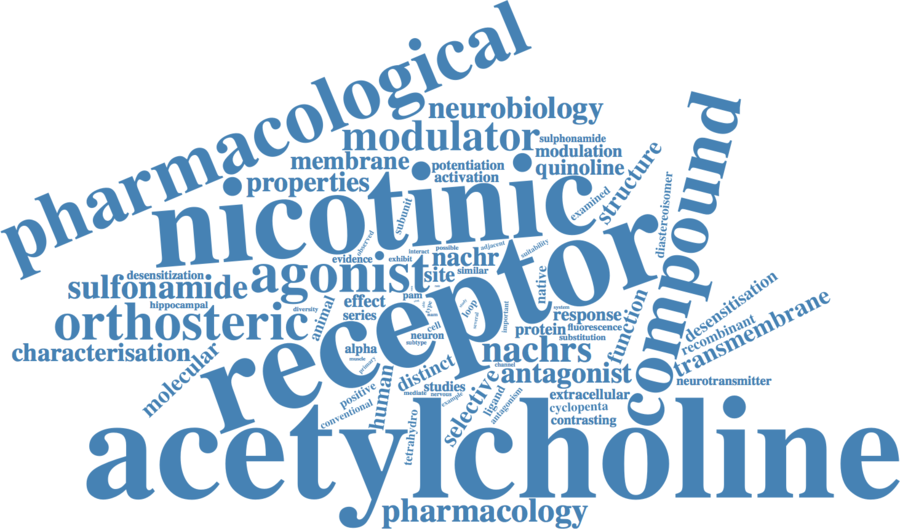 pharmacological
neurobiology
modulator
sulphonamide
membrane
potentiation
modulation
activation
quinoline
properties
structure
nicotinic
subunit
examined
diastereoisomer
compound
observed
interact
possible
adjacent
suitability
evidence
exhibit
nachr
desensitization
sulfonamide
agonist
site
similar
native
receptor
hippocampal
diversity
animal
effect
series
pam
type
loop
important
system
response
function
desensitisation
orthosteric
cell
neuron
subtype
several
protein
fluorescence
substitution
recombinant
transmembrane
characterisation
molecular
alpha
muscle
primary
nachrs
distinct
channel
antagonist
neurotransmitter
positive
conventional
human
studies
mediate
nervous
example
selective
ligand
antagonism
extracellular
cyclopenta
contrasting
tetrahydro
acetylcholine
pharmacology